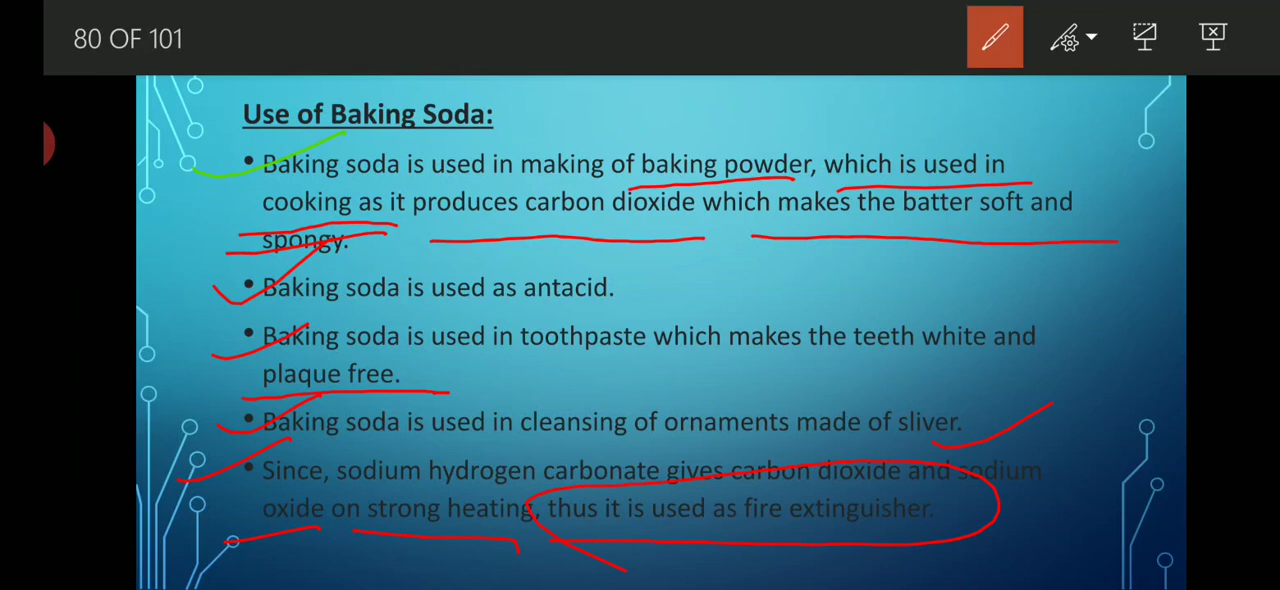 80 OF 101
Use of Baking Soda:
• Baking soda is used in making of baking powder, which is used in
cooking as it produces carbon dioxide which makes the batter soft and
spongy.
• Baking soda is used as antacid.
• Baking soda is used in toothpaste which makes the teeth white and
plaque free.
• Baking soda is used in cleansing of ornaments made of sliver.
• Since, sodium hydrogen carbonate gives carbon dioxide and sodium
oxide on strong heating, thus it is used as fire extinguisher.